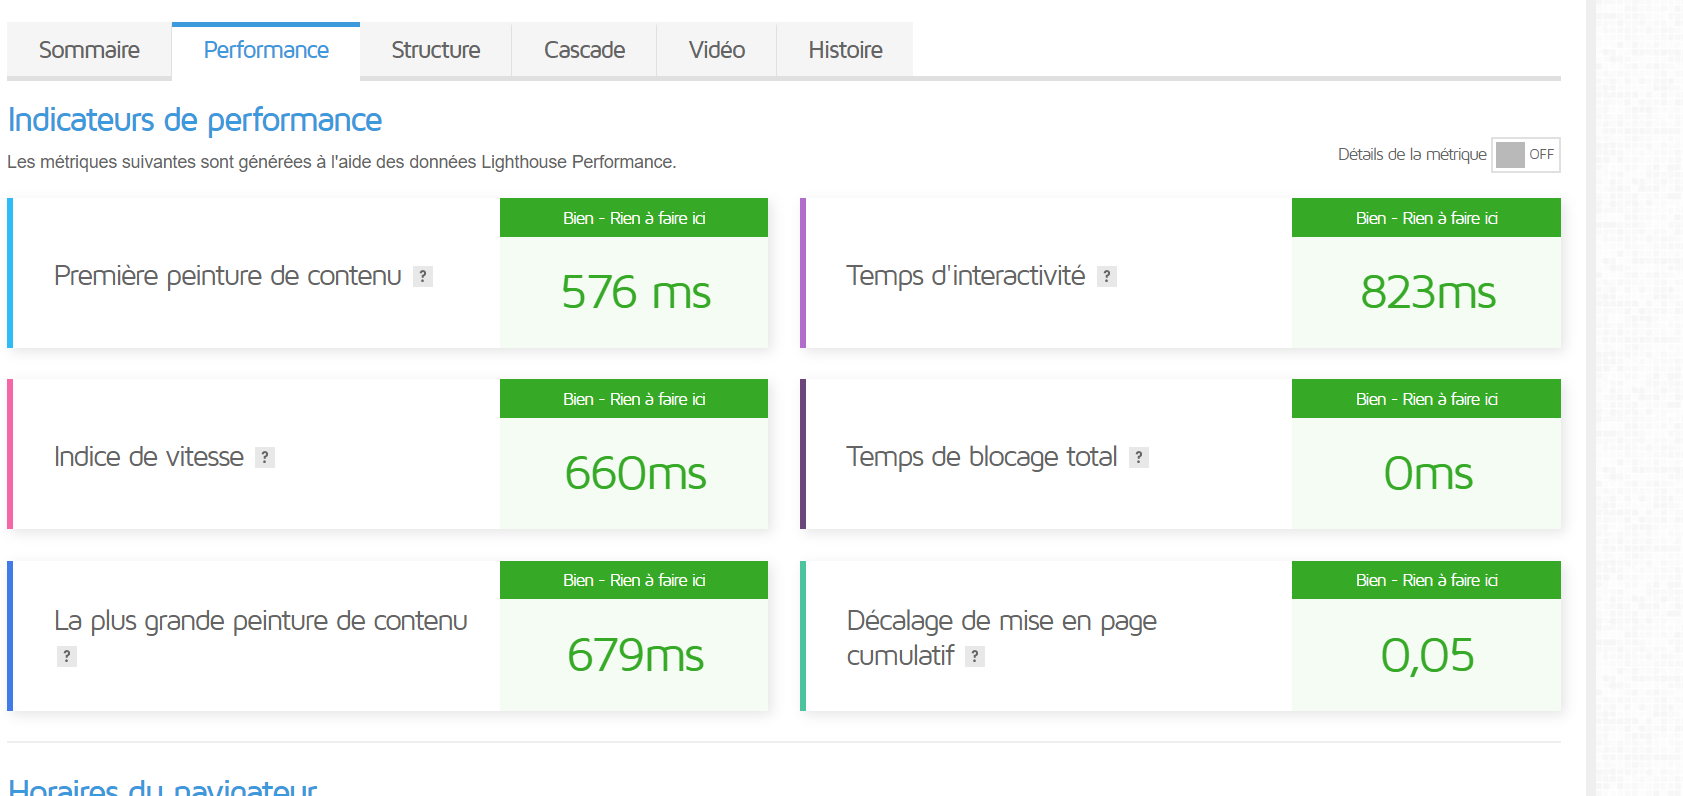 Sommaire Performance Structure Cascade Vidéo Histoire
Indicateurs de performance
Les métriques suivantes sont générées à l'aide des données Lighthouse Performance.
Détails de la métrique OFF
Première peinture de contenu ?
Bien - Rien à faire ici
576 ms
Temps d'interactivité ?
Bien - Rien à faire ici
823ms
Indice de vitesse ?
Bien - Rien à faire ici
660ms
Temps de blocage total ?
Bien - Rien à faire ici
0ms
La plus grande peinture de contenu
?
Bien - Rien à faire ici
679ms
Décalage de mise en page
cumulatif ?
Bien - Rien à faire ici
0,05
Horaires du navigateur